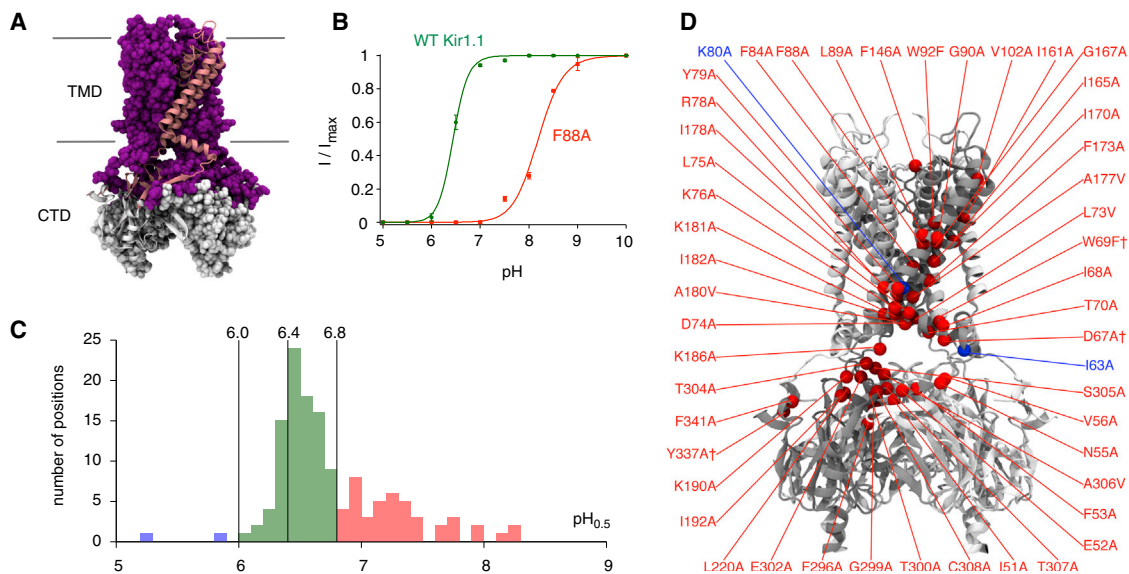 A
TMD
CTD
B
WT Kir1.1
F88A
I / Imax
1
0.8
0.6
0.4
0.2
0
5 6 7 8 9 10
pH
C
6.0 6.4 6.8
number of positions
25
20
15
10
5
0
pH0.5
5 6 7 8 9
D
K80A F84A F88A L89A F146A W92F G90A V102A I161A G167A
Y79A
R78A
I178A
L75A
K76A
K181A
I182A
A180V
D74A
K186A
T304A
F341A
Y337A†
K190A
I192A
I165A
I170A
F173A
A177V
L73V
W69F†
I68A
T70A
D67A†
I63A
S305A
V56A
N55A
A306V
F53A
E52A
L220A E302A F296A G299A T300A C308A I51A T307A